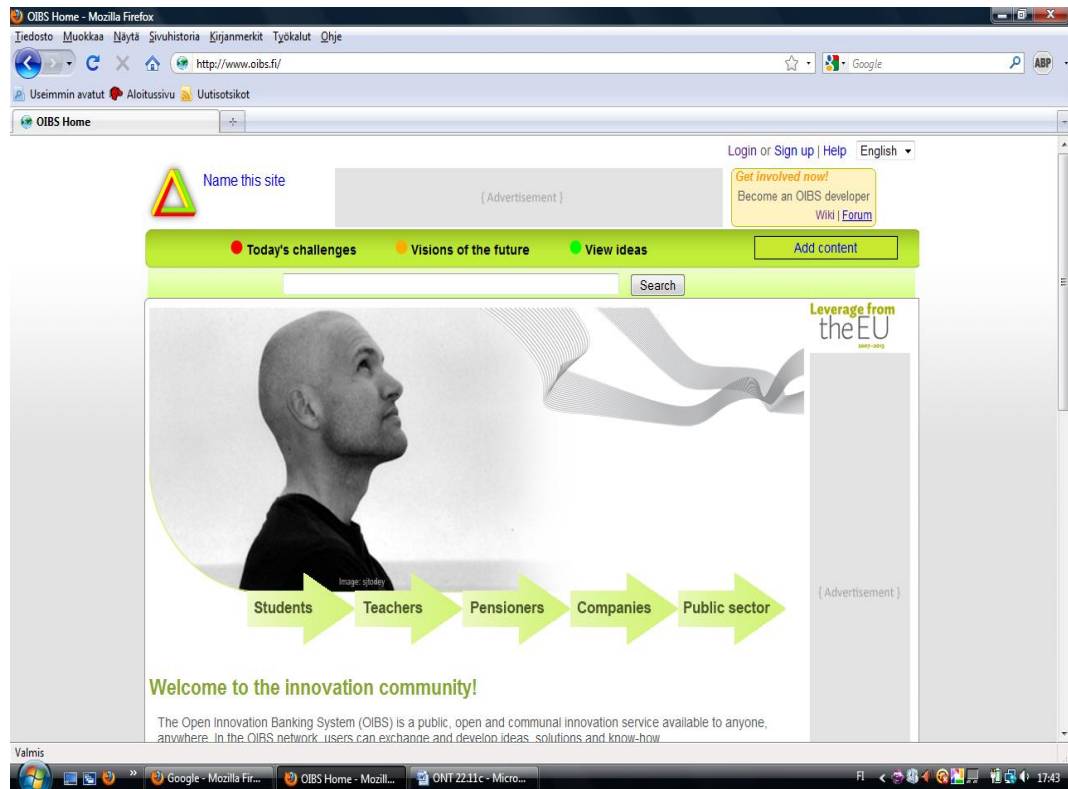 OIBS Home - Mozilla Firefox
Tiedosto Muokkaa Näytä Sivuhistoria Kirjanmerkit Työkalut Ohje
http://www.oibs.fi/ Google ABP
Useimmin avatut Aloitussivu Uutisotsikot
OIBS Home
Login or Sign up | Help English
Name this site
{ Advertisement }
Get involved now!
Become an OIBS developer
Wiki | Forum
Today's challenges Visions of the future View ideas Add content
Search
Leverage from
the EU
2007-2013
Image: sjtodey
Students Teachers Pensioners Companies Public sector
{ Advertisement }
Welcome to the innovation community!
The Open Innovation Banking System (OIBS) is a public, open and communal innovation service available to anyone,
anywhere. In the OIBS network, users can exchange and develop ideas, solutions and know-how
Valmis
Google - Mozilla Fir... OIBS Home - Mozill... ONT 22.11c - Micro... FI 17:43